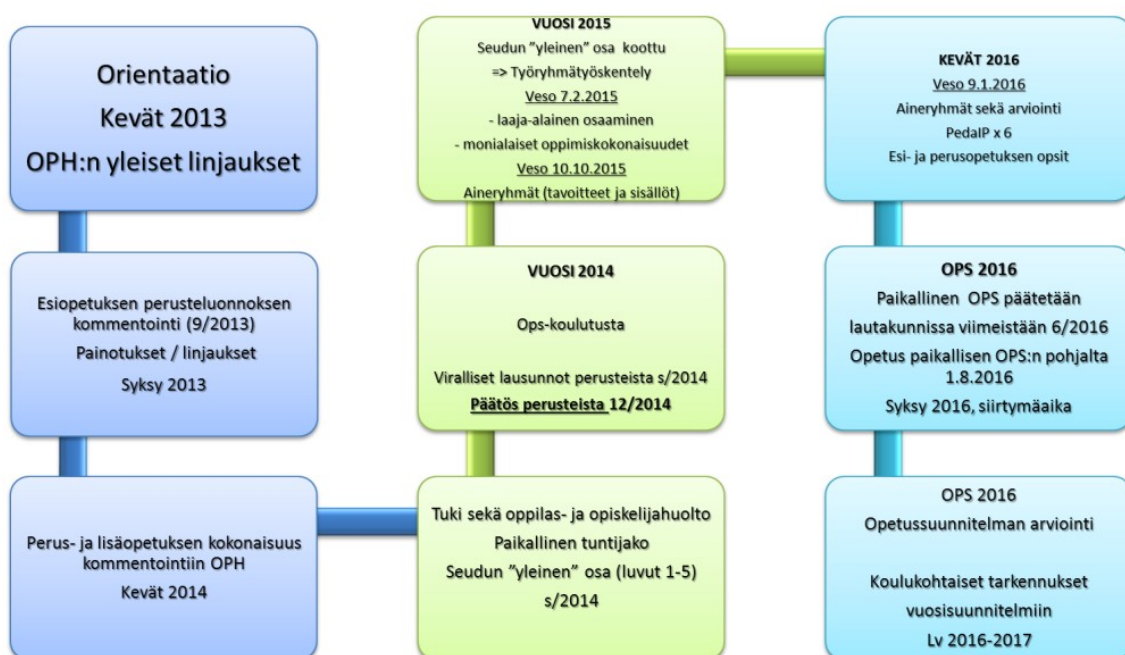 Orientaatio
Kevät 2013
OPH:n yleiset linjaukset
Esiopetuksen perusteluonnoksen
kommentointi (9/2013)
Painotukset / linjaukset
Syksy 2013
Perus- ja lisäopetuksen kokonaisuus
kommentointiin OPH
Kevät 2014
Tuki sekä oppilas- ja opiskelijahuolto
Paikallinen tuntijako
Seudun ”yleinen” osa (luvut 1-5)
s/2014
VUOSI 2014
Ops-koulutusta
Viralliset lausunnot perusteista s/2014
Päätös perusteista 12/2014
VUOSI 2015
Seudun ”yleinen” osa koottu
=> Työryhmätyöskentely
Veso 7.2.2015
- laaja-alainen osaaminen
- monialaiset oppimiskokonaisuudet
Veso 10.10.2015
Aineryhmät (tavoitteet ja sisällöt)
KEVÄT 2016
Veso 9.1.2016
Aineryhmät sekä arviointi
PedaIP x 6
Esi- ja perusopetuksen opsit
OPS 2016
Paikallinen OPS päätetään
lautakunnissa viimeistään 6/2016
Opetus paikallisen OPS:n pohjalta
1.8.2016
Syksy 2016, siirtymäaika
OPS 2016
Opetussuunnitelman arviointi
Koulukohtaiset tarkennukset
vuosisuunnitelmiin
Lv 2016-2017